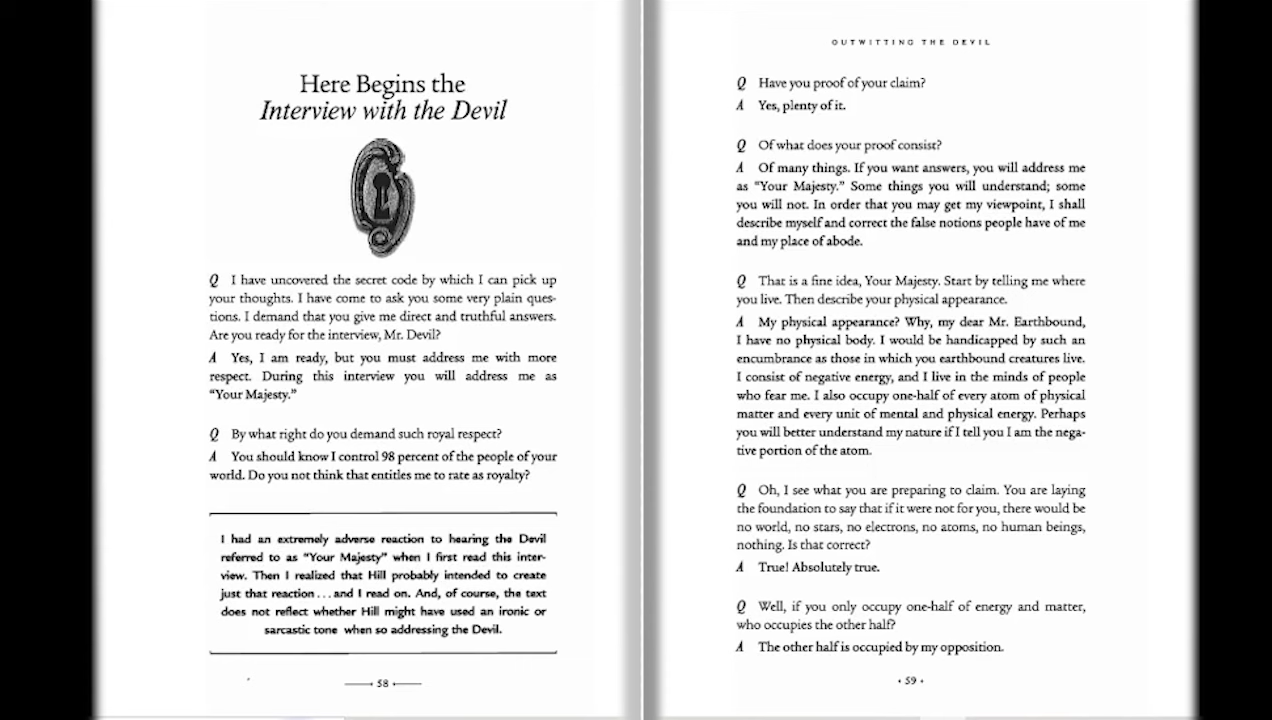 Here Begins the
Interview with the Devil
Q I have uncovered the secret code by which I can pick up
your thoughts. I have come to ask you some very plain ques-
tions. I demand that you give me direct and truthful answers.
Are you ready for the interview, Mr. Devil?
A Yes, I am ready, but you must address me with more
respect. During this interview you will address me as
“Your Majesty.”
Q By what right do you demand such royal respect?
A You should know I control 98 percent of the people of your
world. Do you not think that entitles me to rate as royalty?
I had an extremely adverse reaction to hearing the Devil
referred to as “Your Majesty” when I first read this inter-
view. Then I realized that Hill probably intended to create
just that reaction...and I read on. And, of course, the text
does not reflect whether Hill might have used an ironic or
sarcastic tone when so addressing the Devil.
58
OUTWITTING THE DEVIL
Q Have you proof of your claim?
A Yes, plenty of it.
Q Of what does your proof consist?
A Of many things. If you want answers, you will address me
as “Your Majesty.” Some things you will understand; some
you will not. In order that you may get my viewpoint, I shall
describe myself and correct the false notions people have of me
and my place of abode.
Q That is a fine idea, Your Majesty. Start by telling me where
you live. Then describe your physical appearance.
A My physical appearance? Why, my dear Mr. Earthbound,
I have no physical body. I would be handicapped by such an
encumbrance as those in which you earthbound creatures live.
I consist of negative energy, and I live in the minds of people
who fear me. I also occupy one-half of every atom of physical
matter and every unit of mental and physical energy. Perhaps
you will better understand my nature if I tell you I am the nega-
tive portion of the atom.
Q Oh, I see what you are preparing to claim. You are laying
the foundation to say that if it were not for you, there would be
no world, no stars, no electrons, no atoms, no human beings,
nothing. Is that correct?
A True! Absolutely true.
Q Well, if you only occupy one-half of energy and matter,
who occupies the other half?
A The other half is occupied by my opposition.
• 59 •